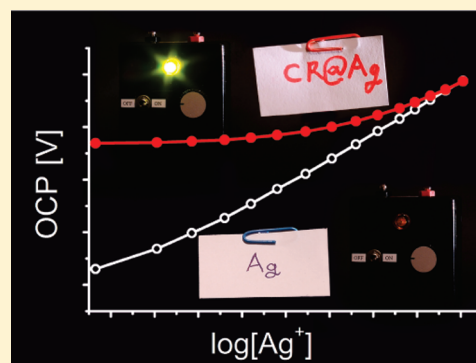 OFF ON
CR@Ag
OCP [V]
Ag
OFF ON
log[Ag⁺]